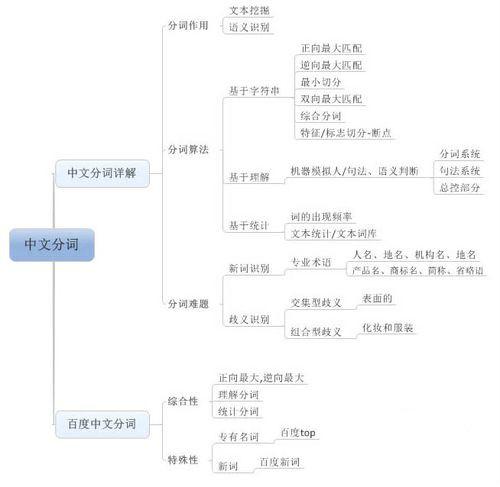 中文分词
中文分词详解
分词作用
文本挖掘
语义识别
分词算法
基于字符串
正向最大匹配
逆向最大匹配
最小切分
双向最大匹配
综合分词
特征/标志切分-断点
基于理解
机器模拟人/句法、语义判断
分词系统
句法系统
总控部分
基于统计
词的出现频率
文本统计/文本词库
分词难题
新词识别
专业术语
人名、地名、机构名、地名
产品名、商标名、简称、省略语
歧义识别
交集型歧义
表面的
组合型歧义
化妆和服装
百度中文分词
综合性
正向最大,逆向最大
理解分词
统计分词
特殊性
专有名词
百度top
新词
百度新词